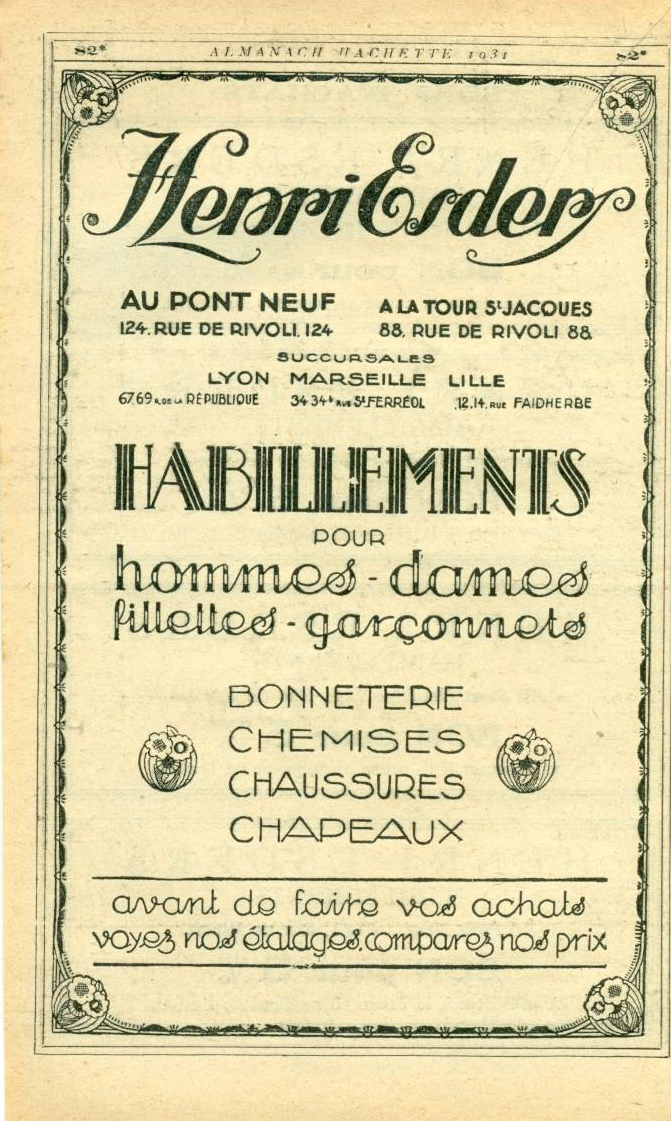 82* ALMANACH HACHETTE 1931 82*
Henri Esders
AU PONT NEUF
124. RUE DE RIVOLI. 124
A LA TOUR St JACQUES
88, RUE DE RIVOLI 88
SUCCURSALES
LYON MARSEILLE LILLE
67.69 R. DE LA RÉPUBLIQUE 34-34b RUE St FERRÉOL 12.14. RUE FAIDHERBE
HABILLEMENTS
POUR
hommes - dames
fillettes - garçonnets
BONNETERIE
CHEMISES
CHAUSSURES
CHAPEAUX
avant de faire vos achats
voyez nos étalages, comparez nos prix